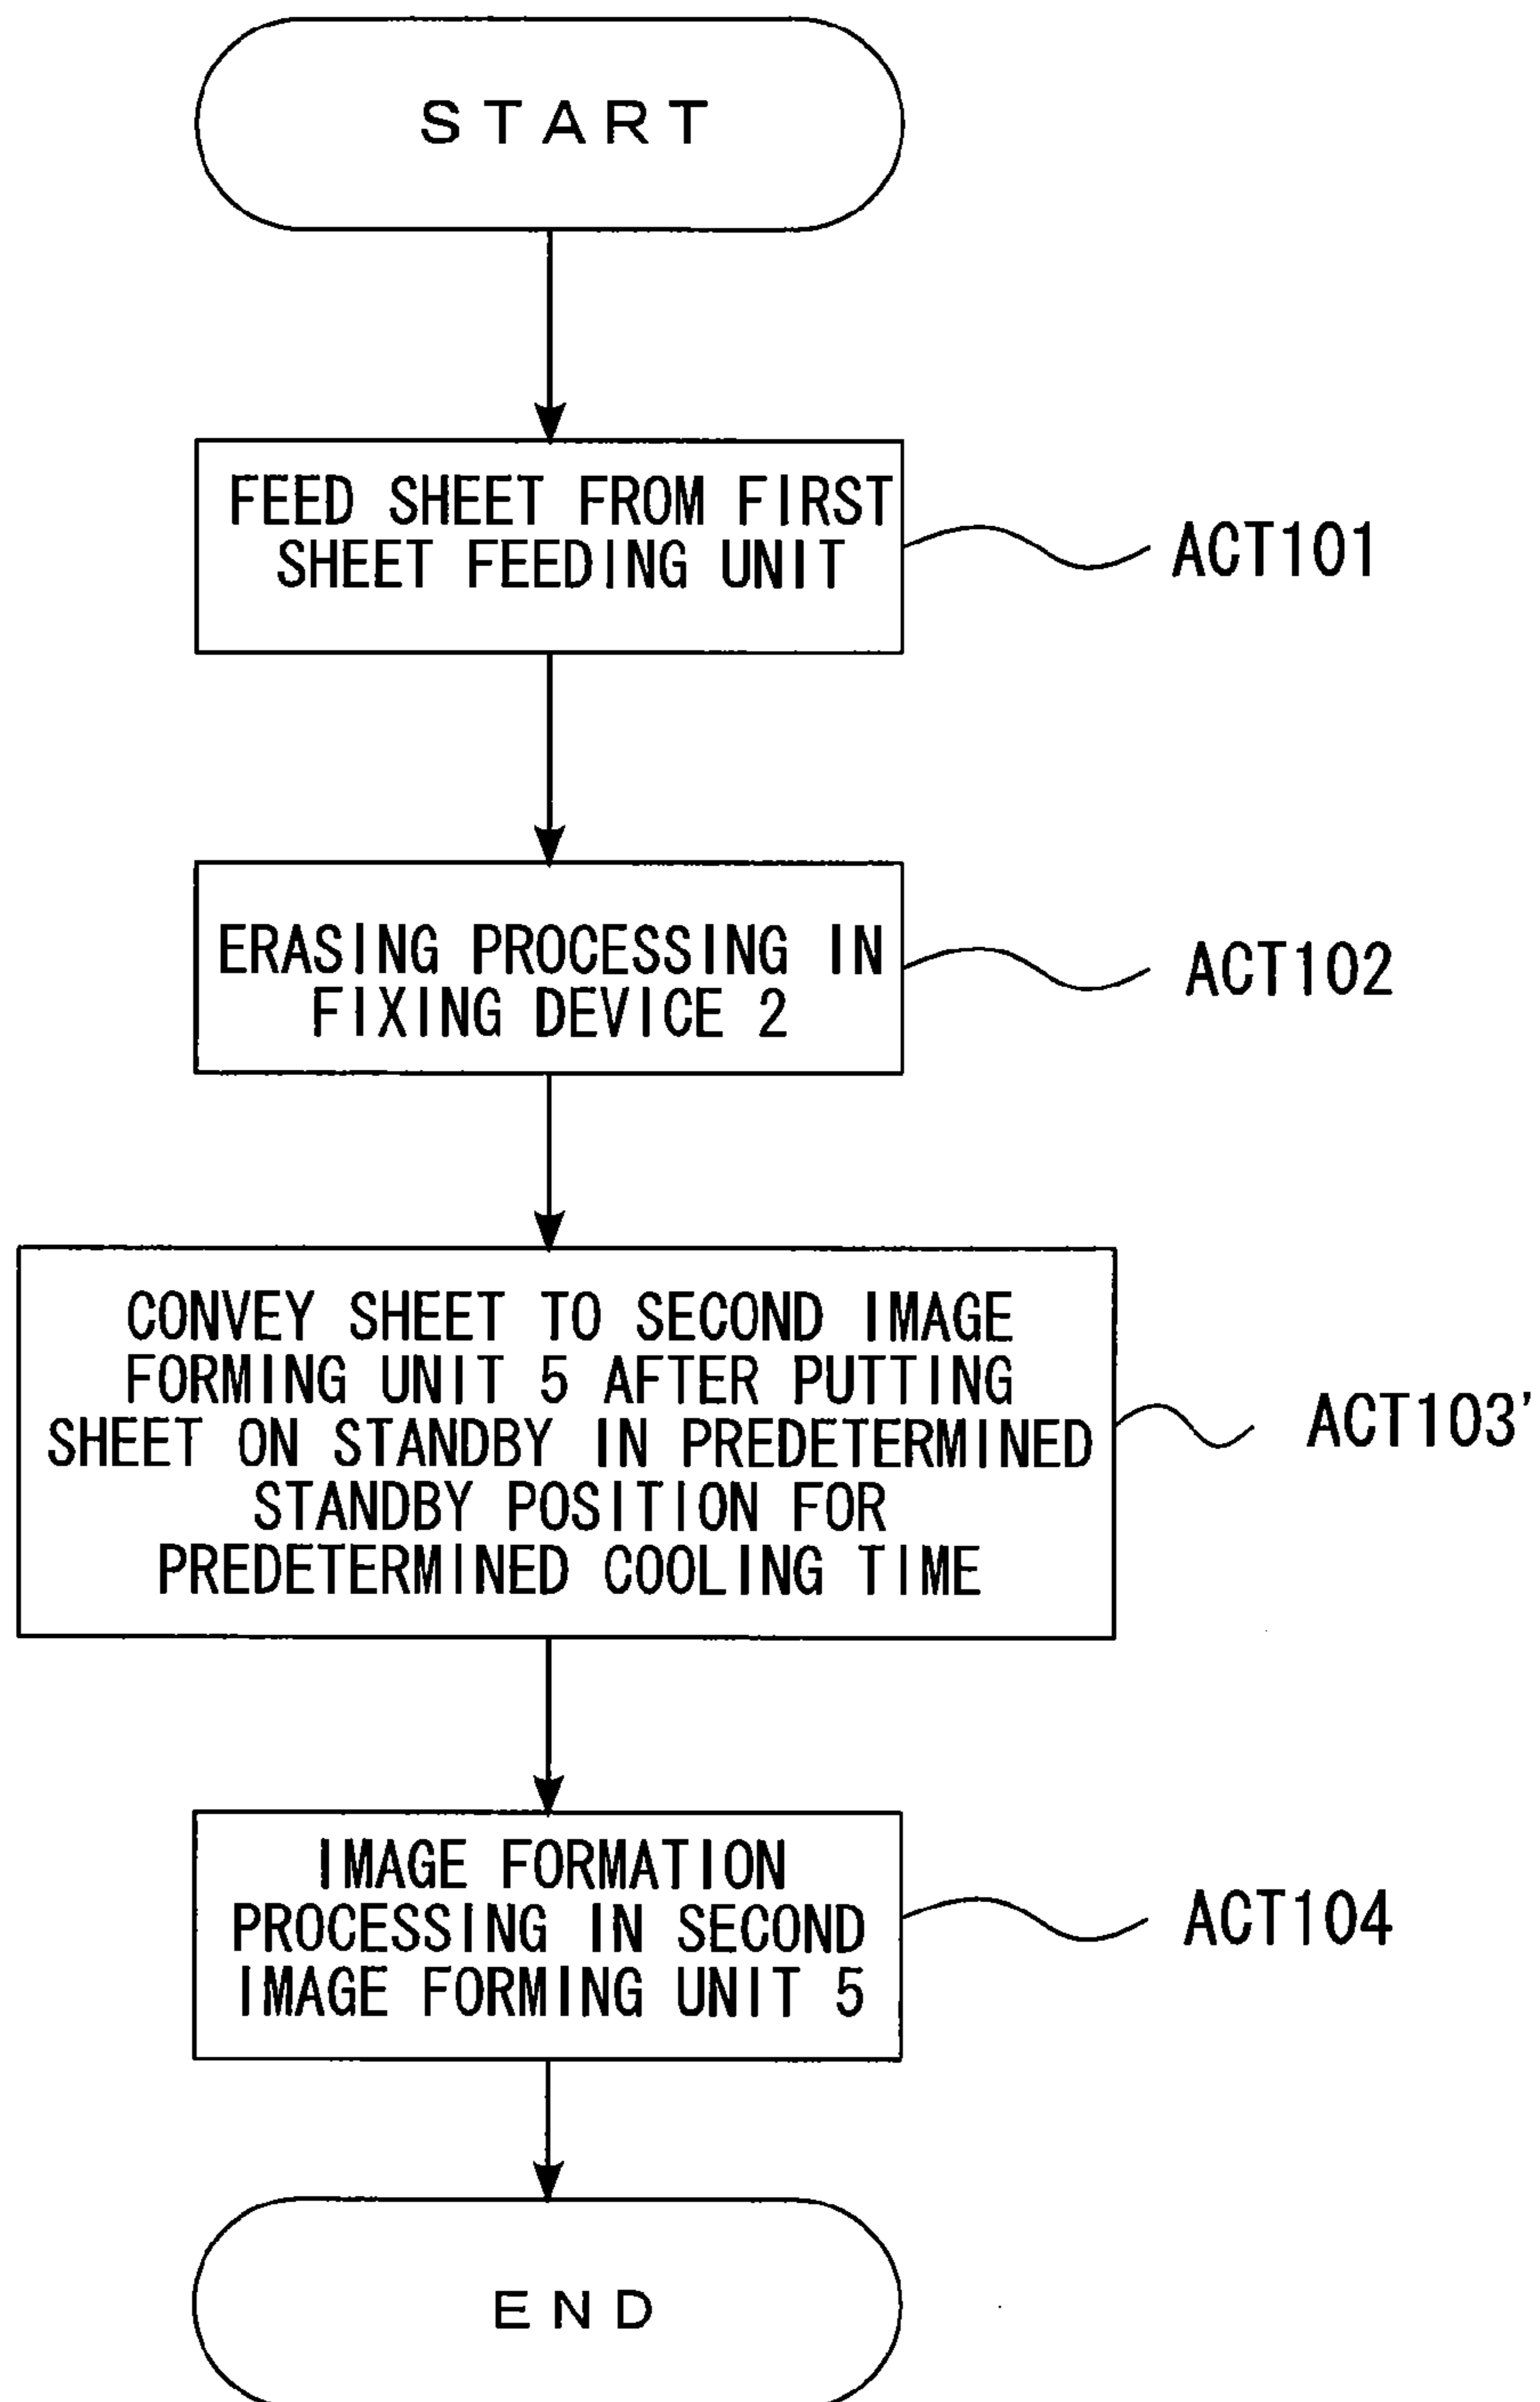 START
FEED SHEET FROM FIRST
SHEET FEEDING UNIT
ACT101
ERASING PROCESSING IN
FIXING DEVICE 2
ACT102
CONVEY SHEET TO SECOND IMAGE
FORMING UNIT 5 AFTER PUTTING
SHEET ON STANDBY IN PREDETERMINED
STANDBY POSITION FOR
PREDETERMINED COOLING TIME
ACT103'
IMAGE FORMATION
PROCESSING IN SECOND
IMAGE FORMING UNIT 5
ACT104
END